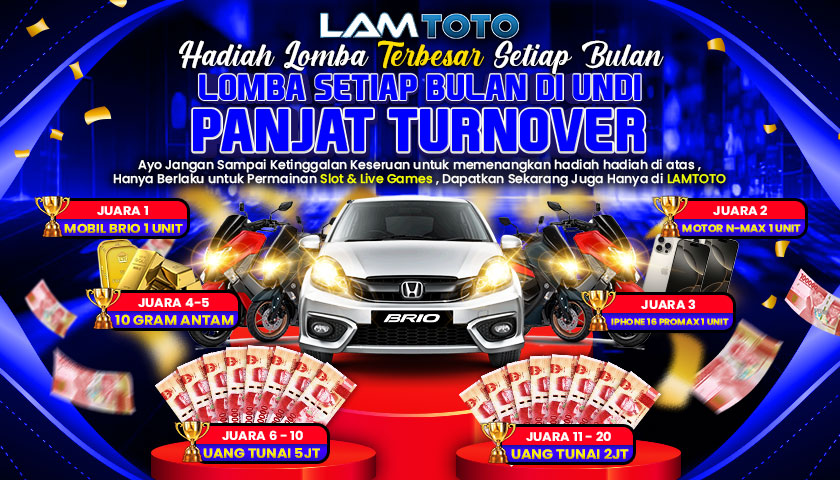 LAMTOTO
Hadiah Lomba Terbesar Setiap Bulan
LOMBA SETIAP BULAN DI UNDI
PANJAT TURNOVER
Ayo Jangan Sampai Ketinggalan Keseruan untuk memenangkan hadiah hadiah di atas ,
Hanya Berlaku untuk Permainan Slot & Live Games , Dapatkan Sekarang Juga Hanya di LAMTOTO
JUARA 1
MOBIL BRIO 1 UNIT
JUARA 2
MOTOR N-MAX 1 UNIT
JUARA 4-5
10 GRAM ANTAM
JUARA 3
IPHONE 16 PROMAX 1 UNIT
BRIO
JUARA 6 - 10
UANG TUNAI 5JT
JUARA 11 - 20
UANG TUNAI 2JT